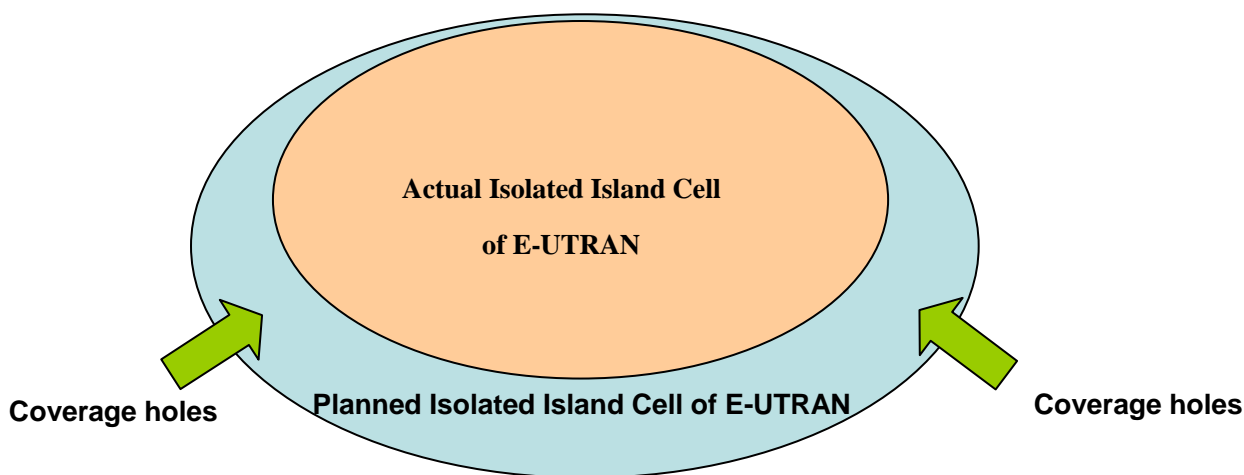 Actual Isolated Island Cell
of E-UTRAN
Planned Isolated Island Cell of E-UTRAN
Coverage holes
Coverage holes